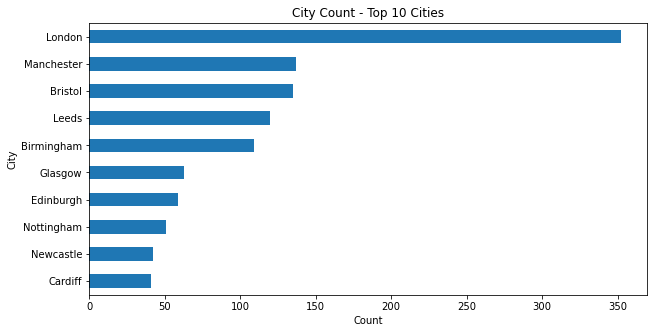 City Count - Top 10 Cities
London
Manchester
Bristol
Leeds
Birmingham
Glasgow
Edinburgh
Nottingham
Newcastle
Cardiff
City
0 50 100 150 200 250 300 350
Count